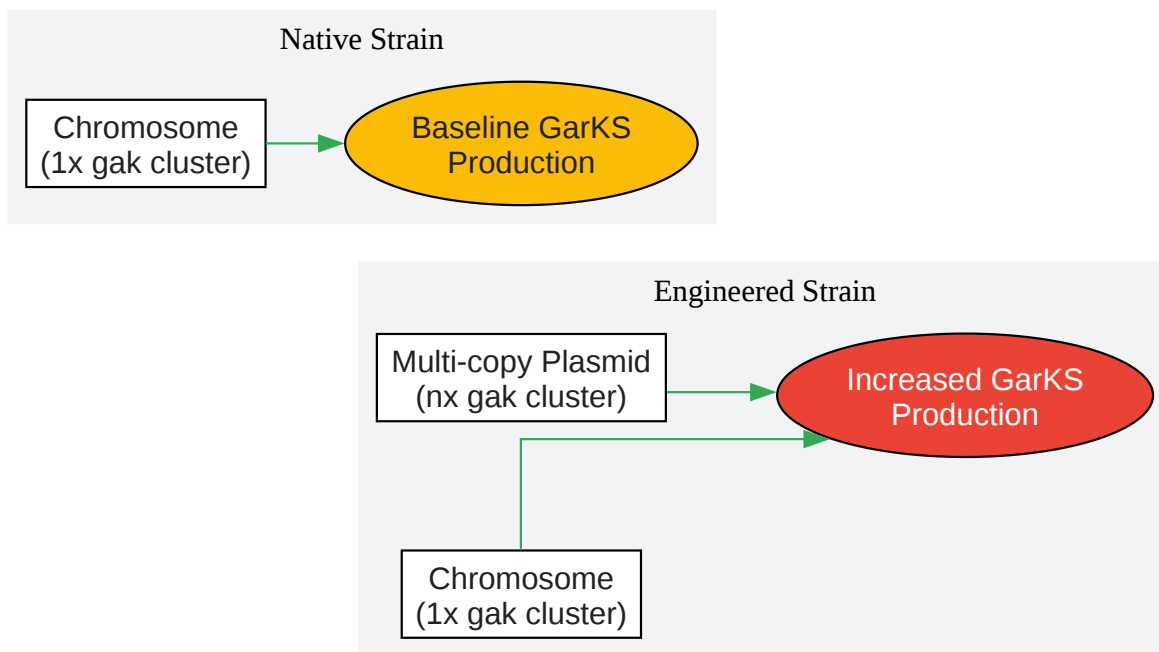 Native Strain
Chromosome
(1x gak cluster)
Baseline GarKS
Production
Engineered Strain
Multi-copy Plasmid
(nx gak cluster)
Increased GarKS
Production
Chromosome
(1x gak cluster)